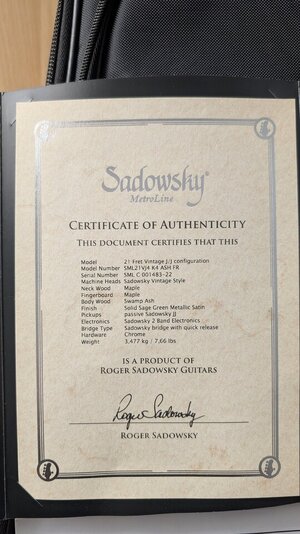 Sadowsky®
MetroLine
CERTIFICATE OF AUTHENTICITY
THIS DOCUMENT CERTIFIES THAT THIS
Model 21 Fret Vintage J/J configuration
Model Number SML21VJ4 K4 ASH FR
Serial Number SML C 001483-22
Machine Heads Sadowsky Vintage Style
Neck Wood Maple
Fingerboard Maple
Body Wood Swamp Ash
Finish Solid Sage Green Metallic Satin
Pickups passive Sadowsky JJ
Electronics Sadowsky 2 Band Electronics
Bridge Type Sadowsky bridge with quick release
Hardware Chrome
Weight 3,477 kg / 7,66 lbs
IS A PRODUCT OF
ROGER SADOWSKY GUITARS
Roger Sadowsky
ROGER SADOWSKY